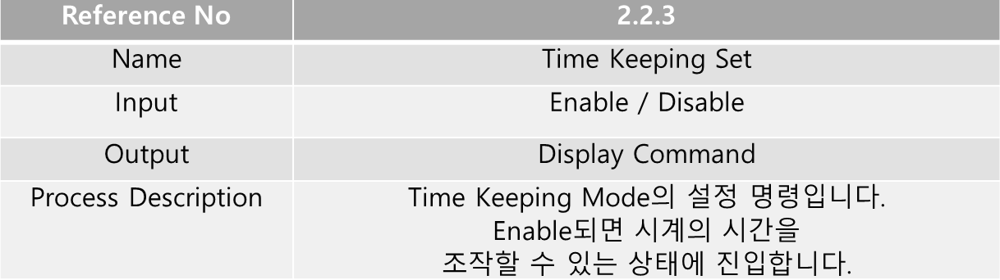 Reference No 2.2.3
Name Time Keeping Set
Input Enable / Disable
Output Display Command
Process Description Time Keeping Mode의 설정 명령입니다.
Enable되면 시계의 시간을
조작할 수 있는 상태에 진입합니다.